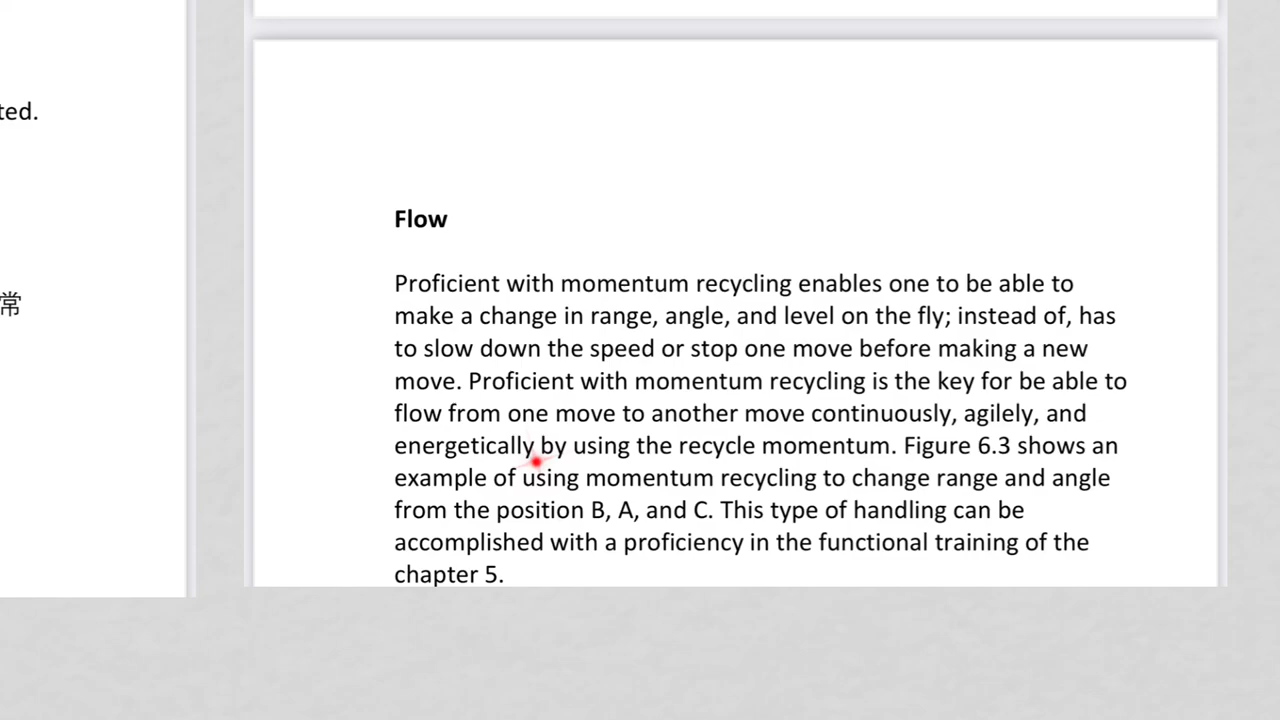 ted.
常
Flow
Proficient with momentum recycling enables one to be able to
make a change in range, angle, and level on the fly; instead of, has
to slow down the speed or stop one move before making a new
move. Proficient with momentum recycling is the key for be able to
flow from one move to another move continuously, agilely, and
energetically by using the recycle momentum. Figure 6.3 shows an
example of using momentum recycling to change range and angle
from the position B, A, and C. This type of handling can be
accomplished with a proficiency in the functional training of the
chapter 5.